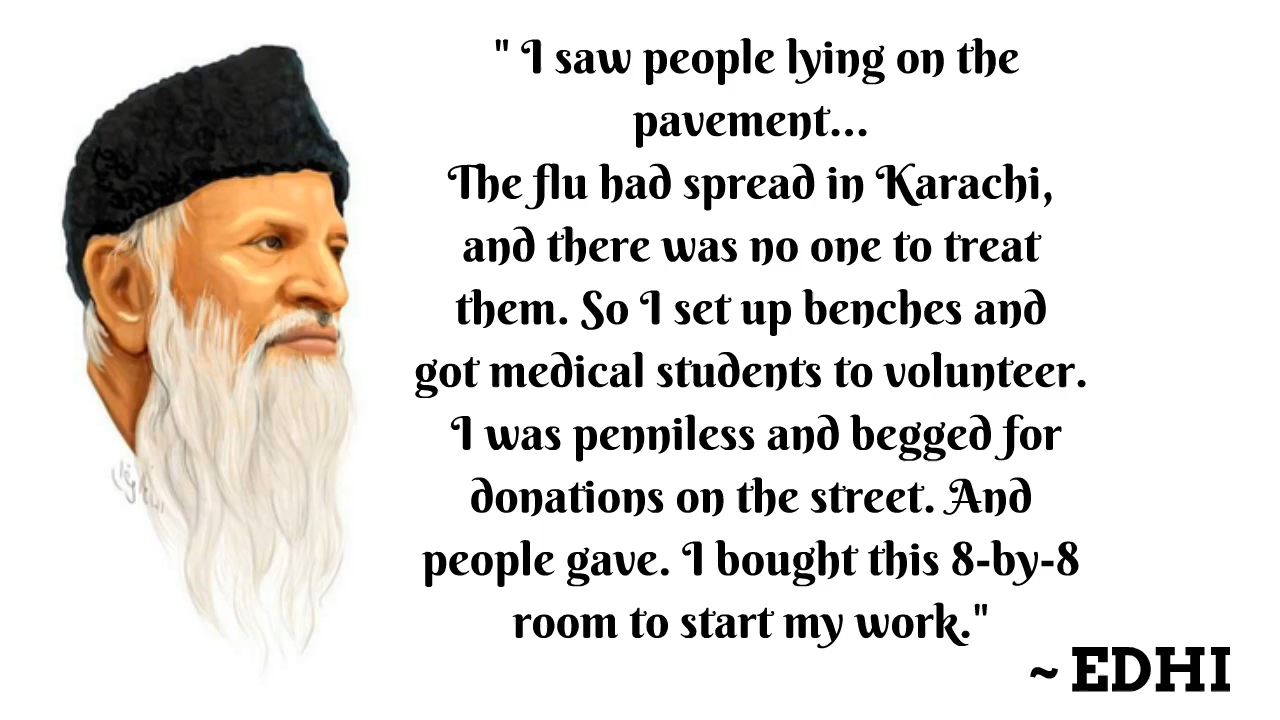 " I saw people lying on the
pavement...
The flu had spread in Karachi,
and there was no one to treat
them. So I set up benches and
got medical students to volunteer.
I was penniless and begged for
donations on the street. And
people gave. I bought this 8-by-8
room to start my work."
~ EDHI